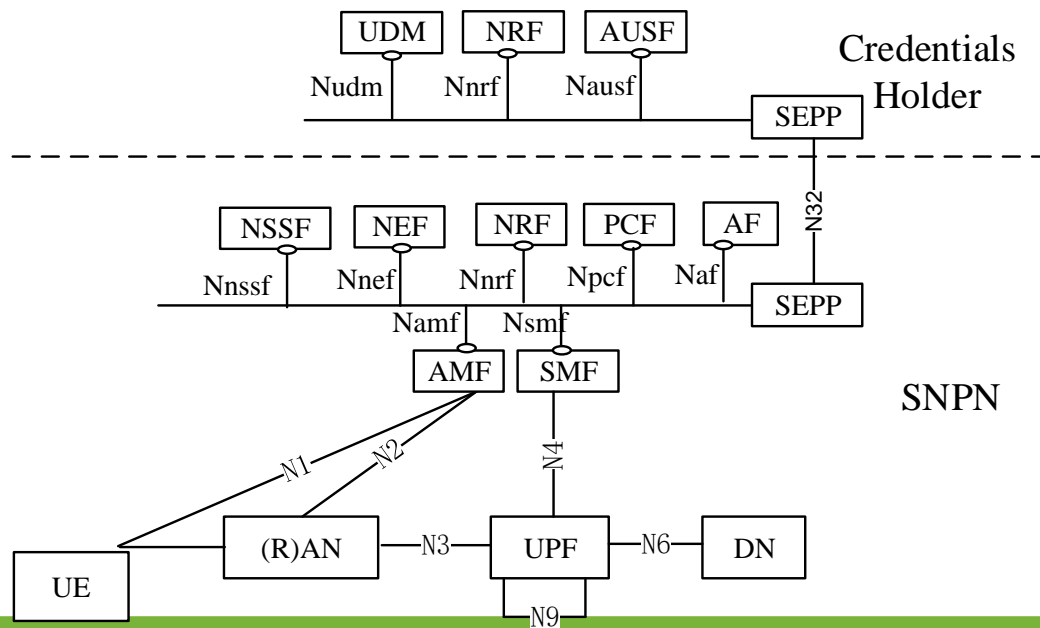 UDM
NRF
AUSF
Credentials
Holder
Nudm
Nnrf
Nausf
SEPP
N32
NSSF
NEF
NRF
PCF
AF
Nnssf
Nnef
Nnrf
Npcf
Naf
SEPP
Namf
Nsmf
AMF
SMF
SNPN
N1
N2
N4
(R)AN
N3
UPF
N6
DN
UE
N9